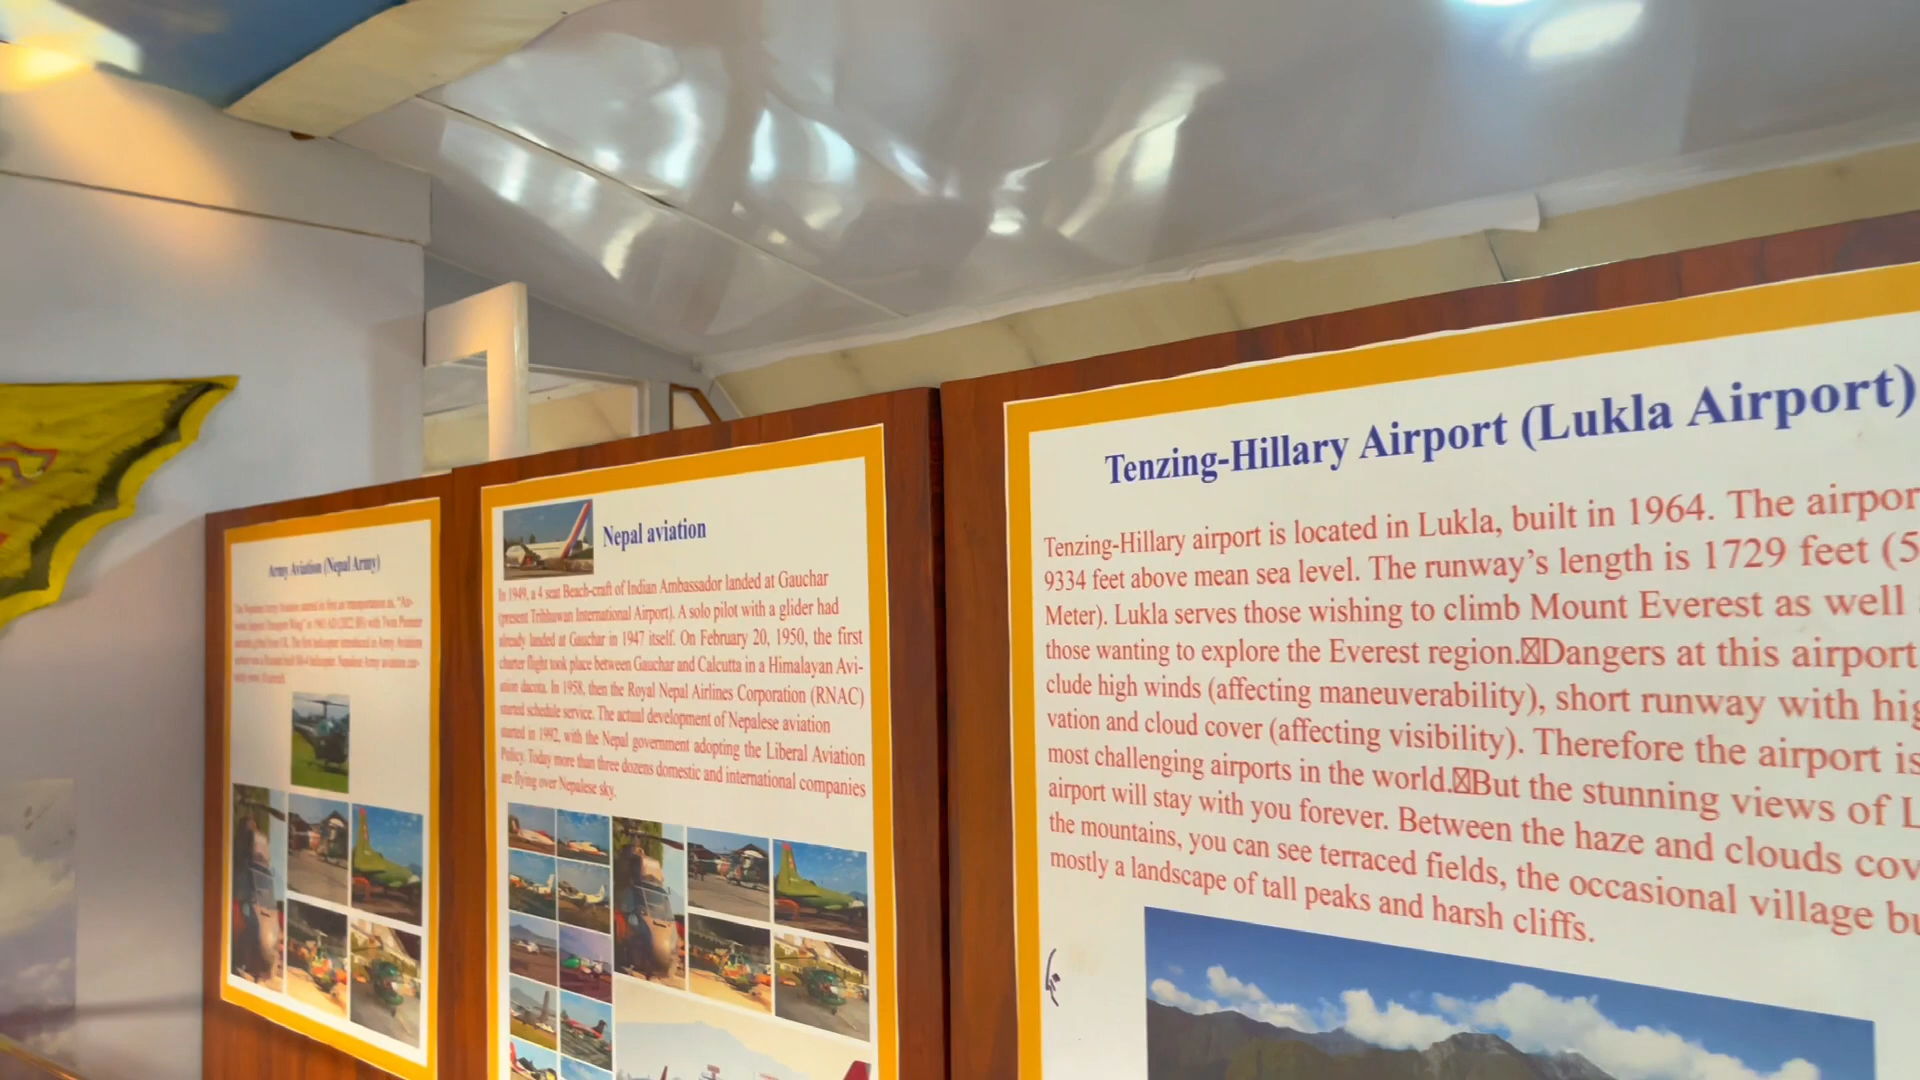 Army Aviation (Nepal Army)
Nepal aviation
In 1949, a 4 seat Beach-craft of Indian Ambassador landed at Gauchar
(present Tribhuwan International Airport). A solo pilot with a glider had
already landed at Gauchar in 1947 itself. On February 20, 1950, the first
charter flight took place between Gauchar and Calcutta in a Himalayan Avi-
ation dacota. In 1958, then the Royal Nepal Airlines Corporation (RNAC)
started schedule service. The actual development of Nepalese aviation
started in 1992, with the Nepal government adopting the Liberal Aviation
Policy. Today more than three dozens domestic and international companies
are flying over Nepalese sky.
Tenzing-Hillary Airport (Lukla Airport)
Tenzing-Hillary airport is located in Lukla, built in 1964. The airpor
9334 feet above mean sea level. The runway's length is 1729 feet (5
Meter). Lukla serves those wishing to climb Mount Everest as well
those wanting to explore the Everest region.Dangers at this airport
clude high winds (affecting maneuverability), short runway with hig
vation and cloud cover (affecting visibility). Therefore the airport is
most challenging airports in the world.But the stunning views of L
airport will stay with you forever. Between the haze and clouds cov
the mountains, you can see terraced fields, the occasional village bu
mostly a landscape of tall peaks and harsh cliffs.